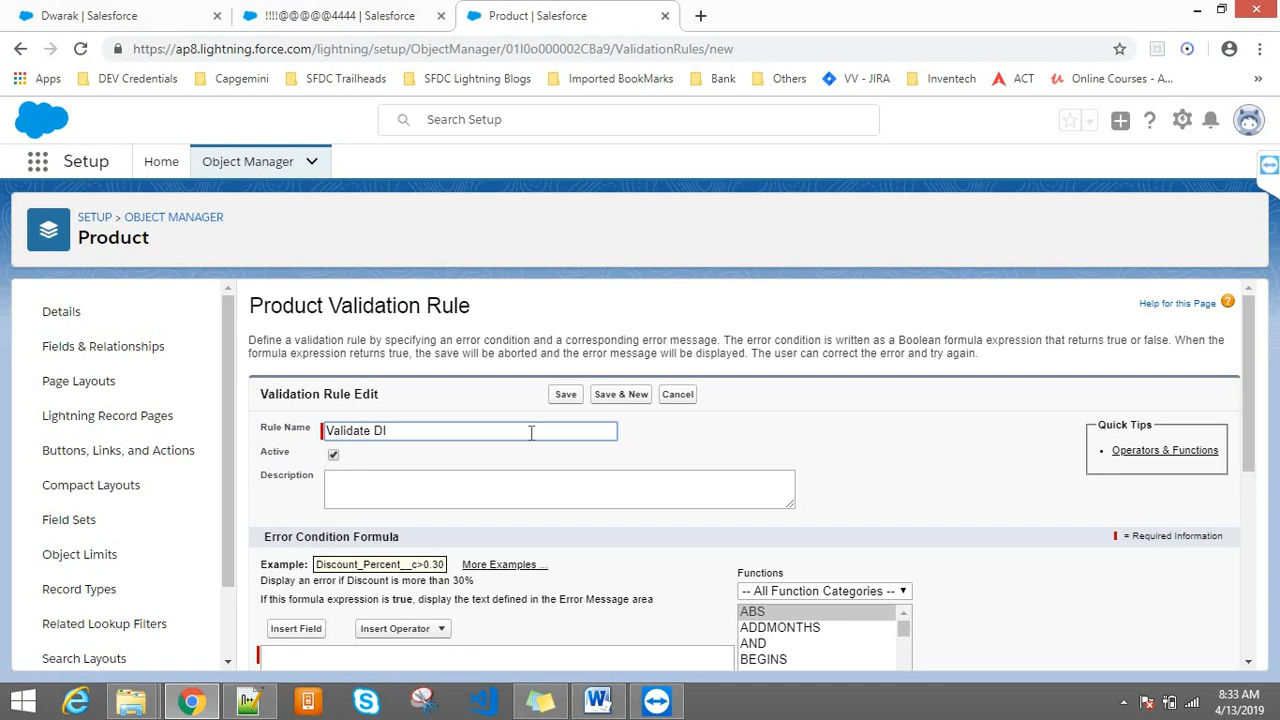 Dwarak | Salesforce
!!!!@@@@@4444 | Salesforce
Product | Salesforce
https://ap8.lightning.force.com/lightning/setup/ObjectManager/01I0o000002CBa9/ValidationRules/new
Apps
DEV Credentials
Capgemini
SFDC Trailheads
SFDC Lightning Blogs
Imported BookMarks
Bank
Others
VV - JIRA
Inventech
ACT
Online Courses - A...
»
Search Setup
Setup
Home
Object Manager
SETUP > OBJECT MANAGER
Product
Details
Fields & Relationships
Page Layouts
Lightning Record Pages
Buttons, Links, and Actions
Compact Layouts
Field Sets
Object Limits
Record Types
Related Lookup Filters
Search Layouts
Product Validation Rule
Help for this Page
Define a validation rule by specifying an error condition and a corresponding error message. The error condition is written as a Boolean formula expression that returns true or false. When the
formula expression returns true, the save will be aborted and the error message will be displayed. The user can correct the error and try again.
Validation Rule Edit
Save
Save & New
Cancel
Rule Name
Validate DI
Active
Description
Quick Tips
• Operators & Functions
Error Condition Formula
= Required Information
Example:
Discount_Percent__c>0.30
More Examples ...
Display an error if Discount is more than 30%
If this formula expression is true, display the text defined in the Error Message area
Insert Field
Insert Operator
Functions
-- All Function Categories --
ABS
ADDMONTHS
AND
BEGINS
8:33 AM
4/13/2019